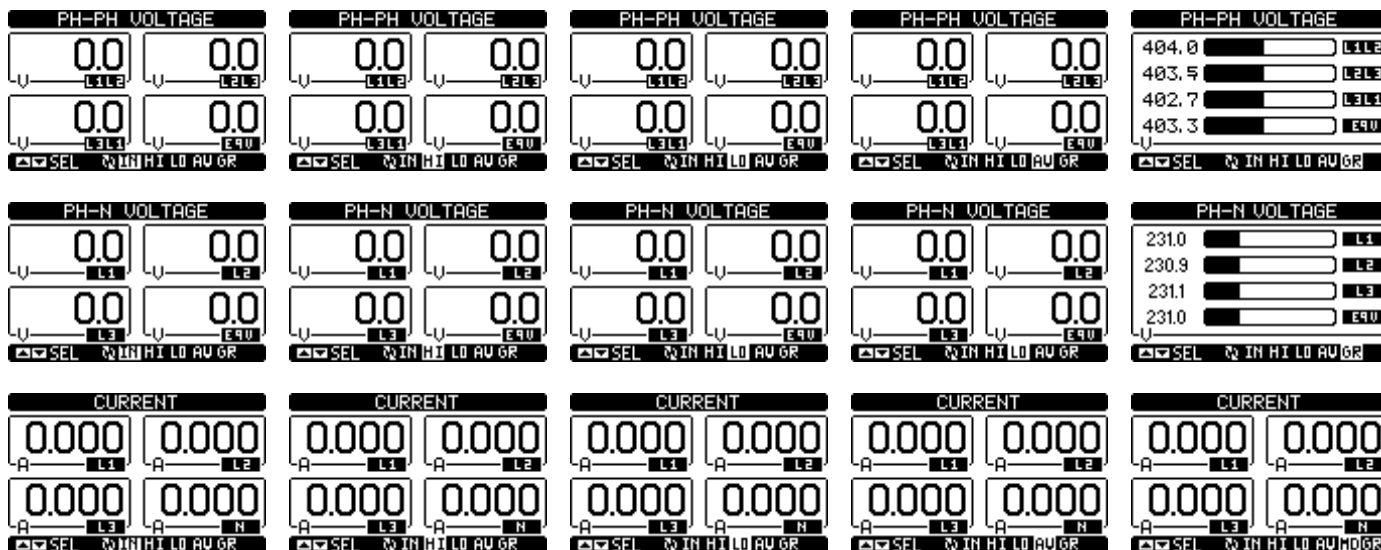 PH-PH VOLTAGE PH-PH VOLTAGE PH-PH VOLTAGE PH-PH VOLTAGE PH-PH VOLTAGE
0.0 0.0 0.0 0.0 0.0 0.0 0.0 0.0 404.0 L1L2
V L1L2 V L2L3 V L1L2 V L2L3 V L1L2 V L2L3 V L1L2 V L2L3 403.5 L2L3
0.0 0.0 0.0 0.0 0.0 0.0 0.0 0.0 402.7 L3L1
V L3L1 V EQV V L3L1 V EQV V L3L1 V EQV V L3L1 V EQV 403.3 EQV
V
SEL IN HI LO AV GR SEL IN HI LO AV GR SEL IN HI LO AV GR SEL IN HI LO AV GR SEL IN HI LO AV GR
PH-N VOLTAGE PH-N VOLTAGE PH-N VOLTAGE PH-N VOLTAGE PH-N VOLTAGE
0.0 0.0 0.0 0.0 0.0 0.0 0.0 0.0 231.0 L1
V L1 V L2 V L1 V L2 V L1 V L2 V L1 V L2 230.9 L2
0.0 0.0 0.0 0.0 0.0 0.0 0.0 0.0 231.1 L3
V L3 V EQV V L3 V EQV V L3 V EQV V L3 V EQV 231.0 EQV
V
SEL IN HI LO AV GR SEL IN HI LO AV GR SEL IN HI LO AV GR SEL IN HI LO AV GR SEL IN HI LO AV GR
CURRENT CURRENT CURRENT CURRENT CURRENT
0.000 0.000 0.000 0.000 0.000 0.000 0.000 0.000 0.000 0.000
A L1 A L2 A L1 A L2 A L1 A L2 A L1 A L2 A L1 A L2
0.000 0.000 0.000 0.000 0.000 0.000 0.000 0.000 0.000 0.000
A L3 A N A L3 A N A L3 A N A L3 A N A L3 A N
SEL IN HI LO AV GR SEL IN HI LO AV GR SEL IN HI LO AV GR SEL IN HI LO AV GR SEL IN HI LO AV MD GR